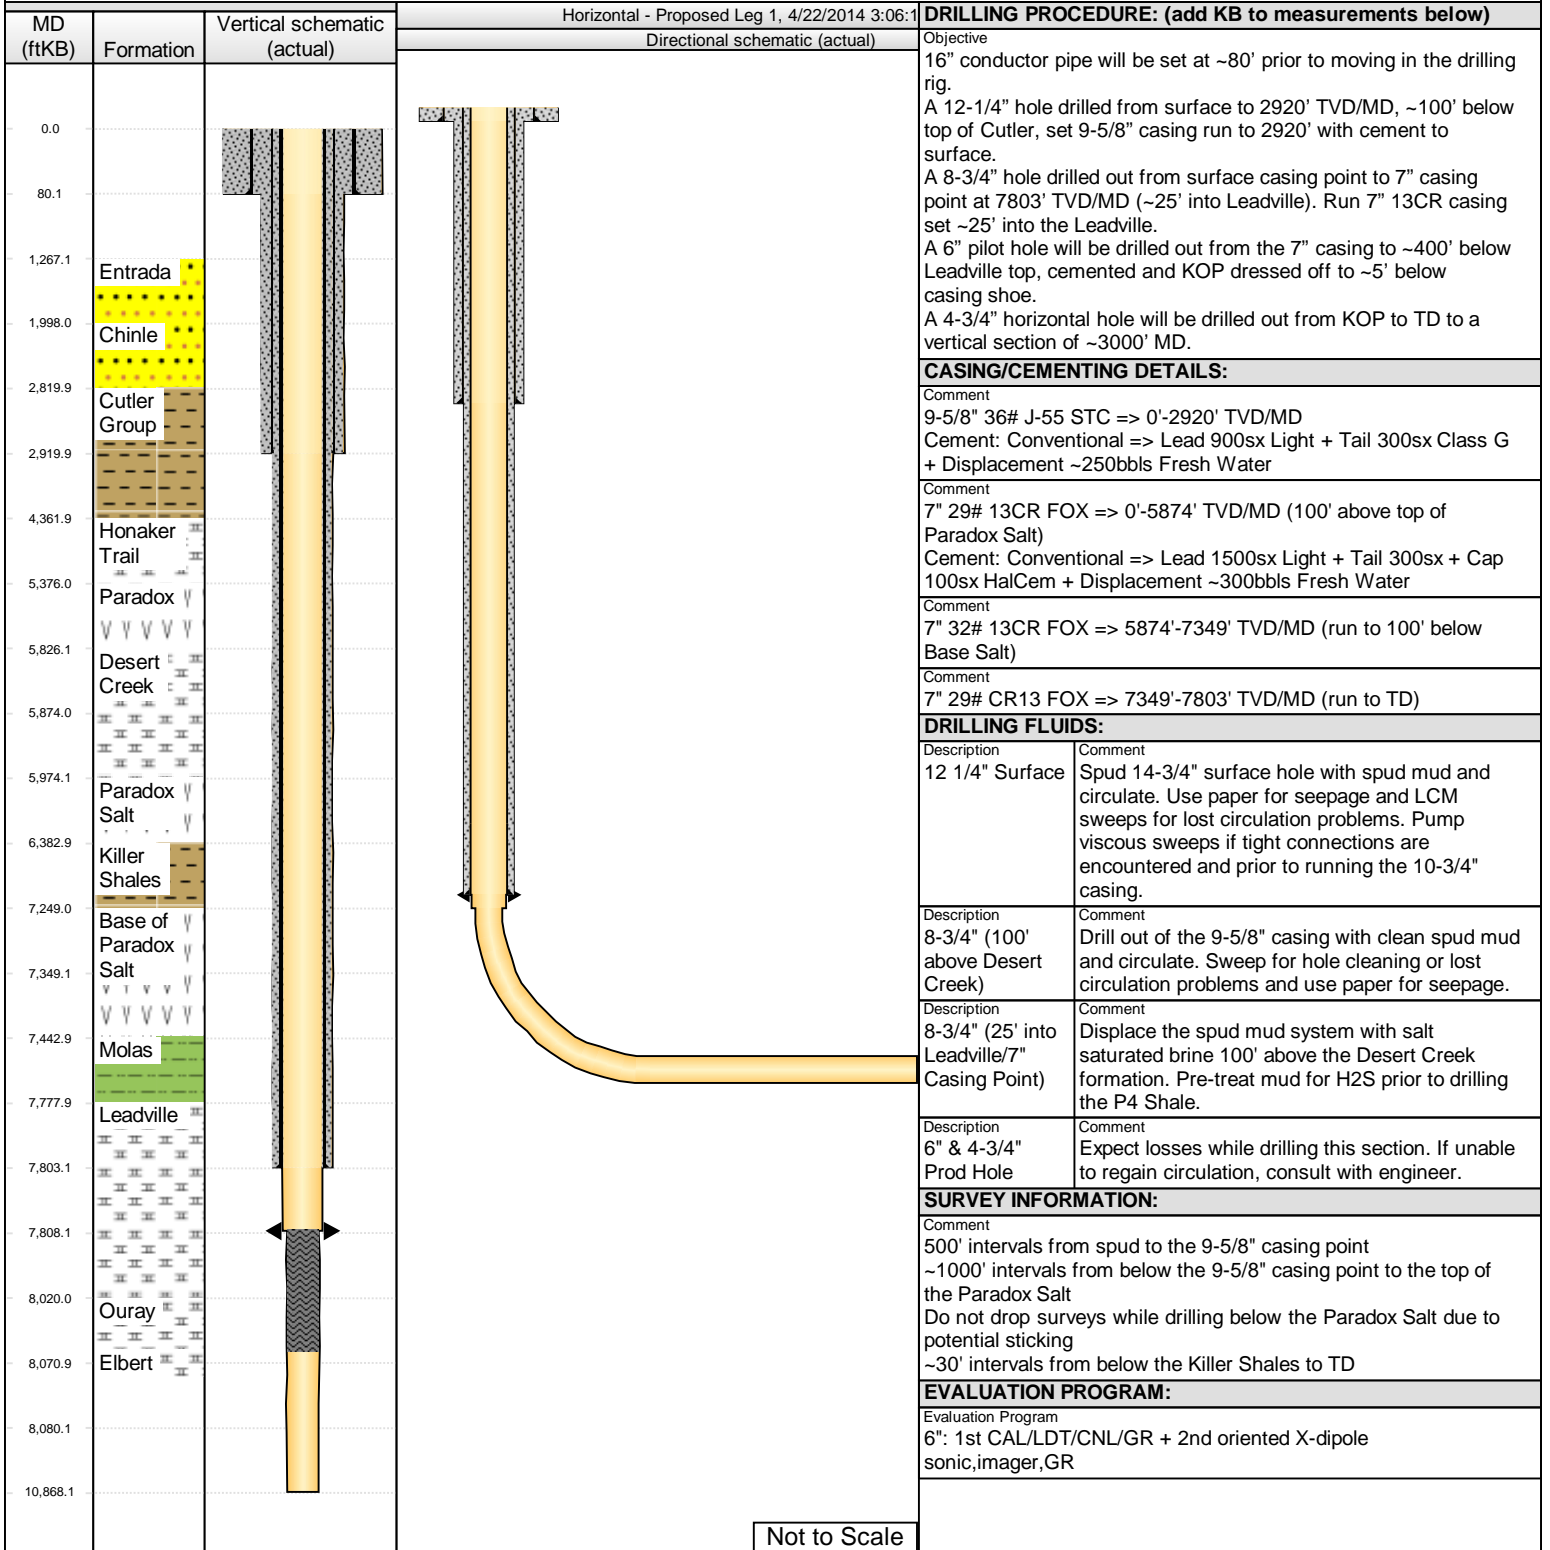 MD
(ftKB)
Formation
Vertical schematic
(actual)
Horizontal - Proposed Leg 1, 4/22/2014 3:06:1
Directional schematic (actual)
0.0
80.1
1,267.1
1,998.0
2,819.9
2,919.9
4,361.9
5,376.0
5,826.1
5,874.0
5,974.1
6,382.9
7,249.0
7,349.1
7,442.9
7,777.9
7,803.1
7,808.1
8,020.0
8,070.9
8,080.1
10,868.1
Entrada
Chinle
Cutler
Group
Honaker
Trail
Paradox
Desert
Creek
Paradox
Salt
Killer
Shales
Base of
Paradox
Salt
Molas
Leadville
Ouray
Elbert
Not to Scale
DRILLING PROCEDURE: (add KB to measurements below)
Objective
16” conductor pipe will be set at ~80’ prior to moving in the drilling
rig.
A 12-1/4” hole drilled from surface to 2920’ TVD/MD, ~100’ below
top of Cutler, set 9-5/8” casing run to 2920’ with cement to
surface.
A 8-3/4” hole drilled out from surface casing point to 7” casing
point at 7803’ TVD/MD (~25’ into Leadville). Run 7” 13CR casing
set ~25’ into the Leadville.
A 6” pilot hole will be drilled out from the 7” casing to ~400’ below
Leadville top, cemented and KOP dressed off to ~5’ below
casing shoe.
A 4-3/4” horizontal hole will be drilled out from KOP to TD to a
vertical section of ~3000’ MD.
CASING/CEMENTING DETAILS:
Comment
9-5/8" 36# J-55 STC => 0'-2920' TVD/MD
Cement: Conventional => Lead 900sx Light + Tail 300sx Class G
+ Displacement ~250bbls Fresh Water
Comment
7" 29# 13CR FOX => 0'-5874' TVD/MD (100' above top of
Paradox Salt)
Cement: Conventional => Lead 1500sx Light + Tail 300sx + Cap
100sx HalCem + Displacement ~300bbls Fresh Water
Comment
7" 32# 13CR FOX => 5874'-7349' TVD/MD (run to 100' below
Base Salt)
Comment
7" 29# CR13 FOX => 7349'-7803' TVD/MD (run to TD)
DRILLING FLUIDS:
Description
12 1/4" Surface
Comment
Spud 14-3/4" surface hole with spud mud and
circulate. Use paper for seepage and LCM
sweeps for lost circulation problems. Pump
viscous sweeps if tight connections are
encountered and prior to running the 10-3/4"
casing.
Description
8-3/4" (100'
above Desert
Creek)
Comment
Drill out of the 9-5/8" casing with clean spud mud
and circulate. Sweep for hole cleaning or lost
circulation problems and use paper for seepage.
Description
8-3/4" (25' into
Leadville/7"
Casing Point)
Comment
Displace the spud mud system with salt
saturated brine 100' above the Desert Creek
formation. Pre-treat mud for H2S prior to drilling
the P4 Shale.
Description
6" & 4-3/4"
Prod Hole
Comment
Expect losses while drilling this section. If unable
to regain circulation, consult with engineer.
SURVEY INFORMATION:
Comment
500' intervals from spud to the 9-5/8" casing point
~1000' intervals from below the 9-5/8" casing point to the top of
the Paradox Salt
Do not drop surveys while drilling below the Paradox Salt due to
potential sticking
~30' intervals from below the Killer Shales to TD
EVALUATION PROGRAM:
Evaluation Program
6": 1st CAL/LDT/CNL/GR + 2nd oriented X-dipole
sonic,imager,GR